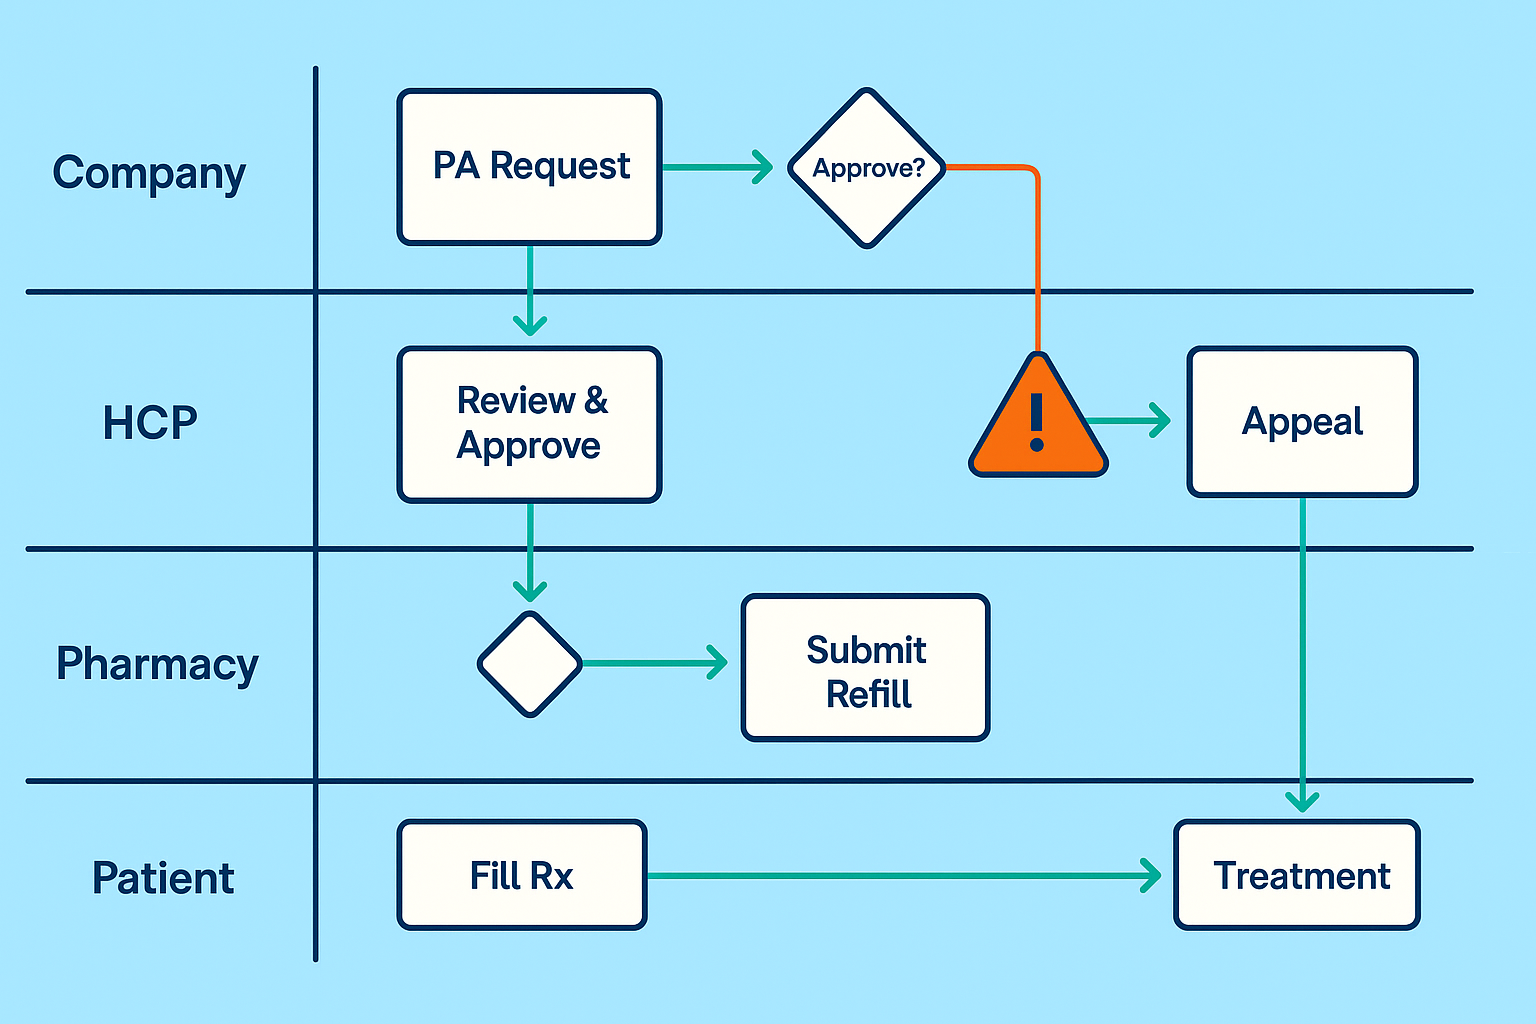 Company
PA Request
Approve?
HCP
Review &
Approve
!
Appeal
Pharmacy
Submit
Refill
Patient
Fill Rx
Treatment